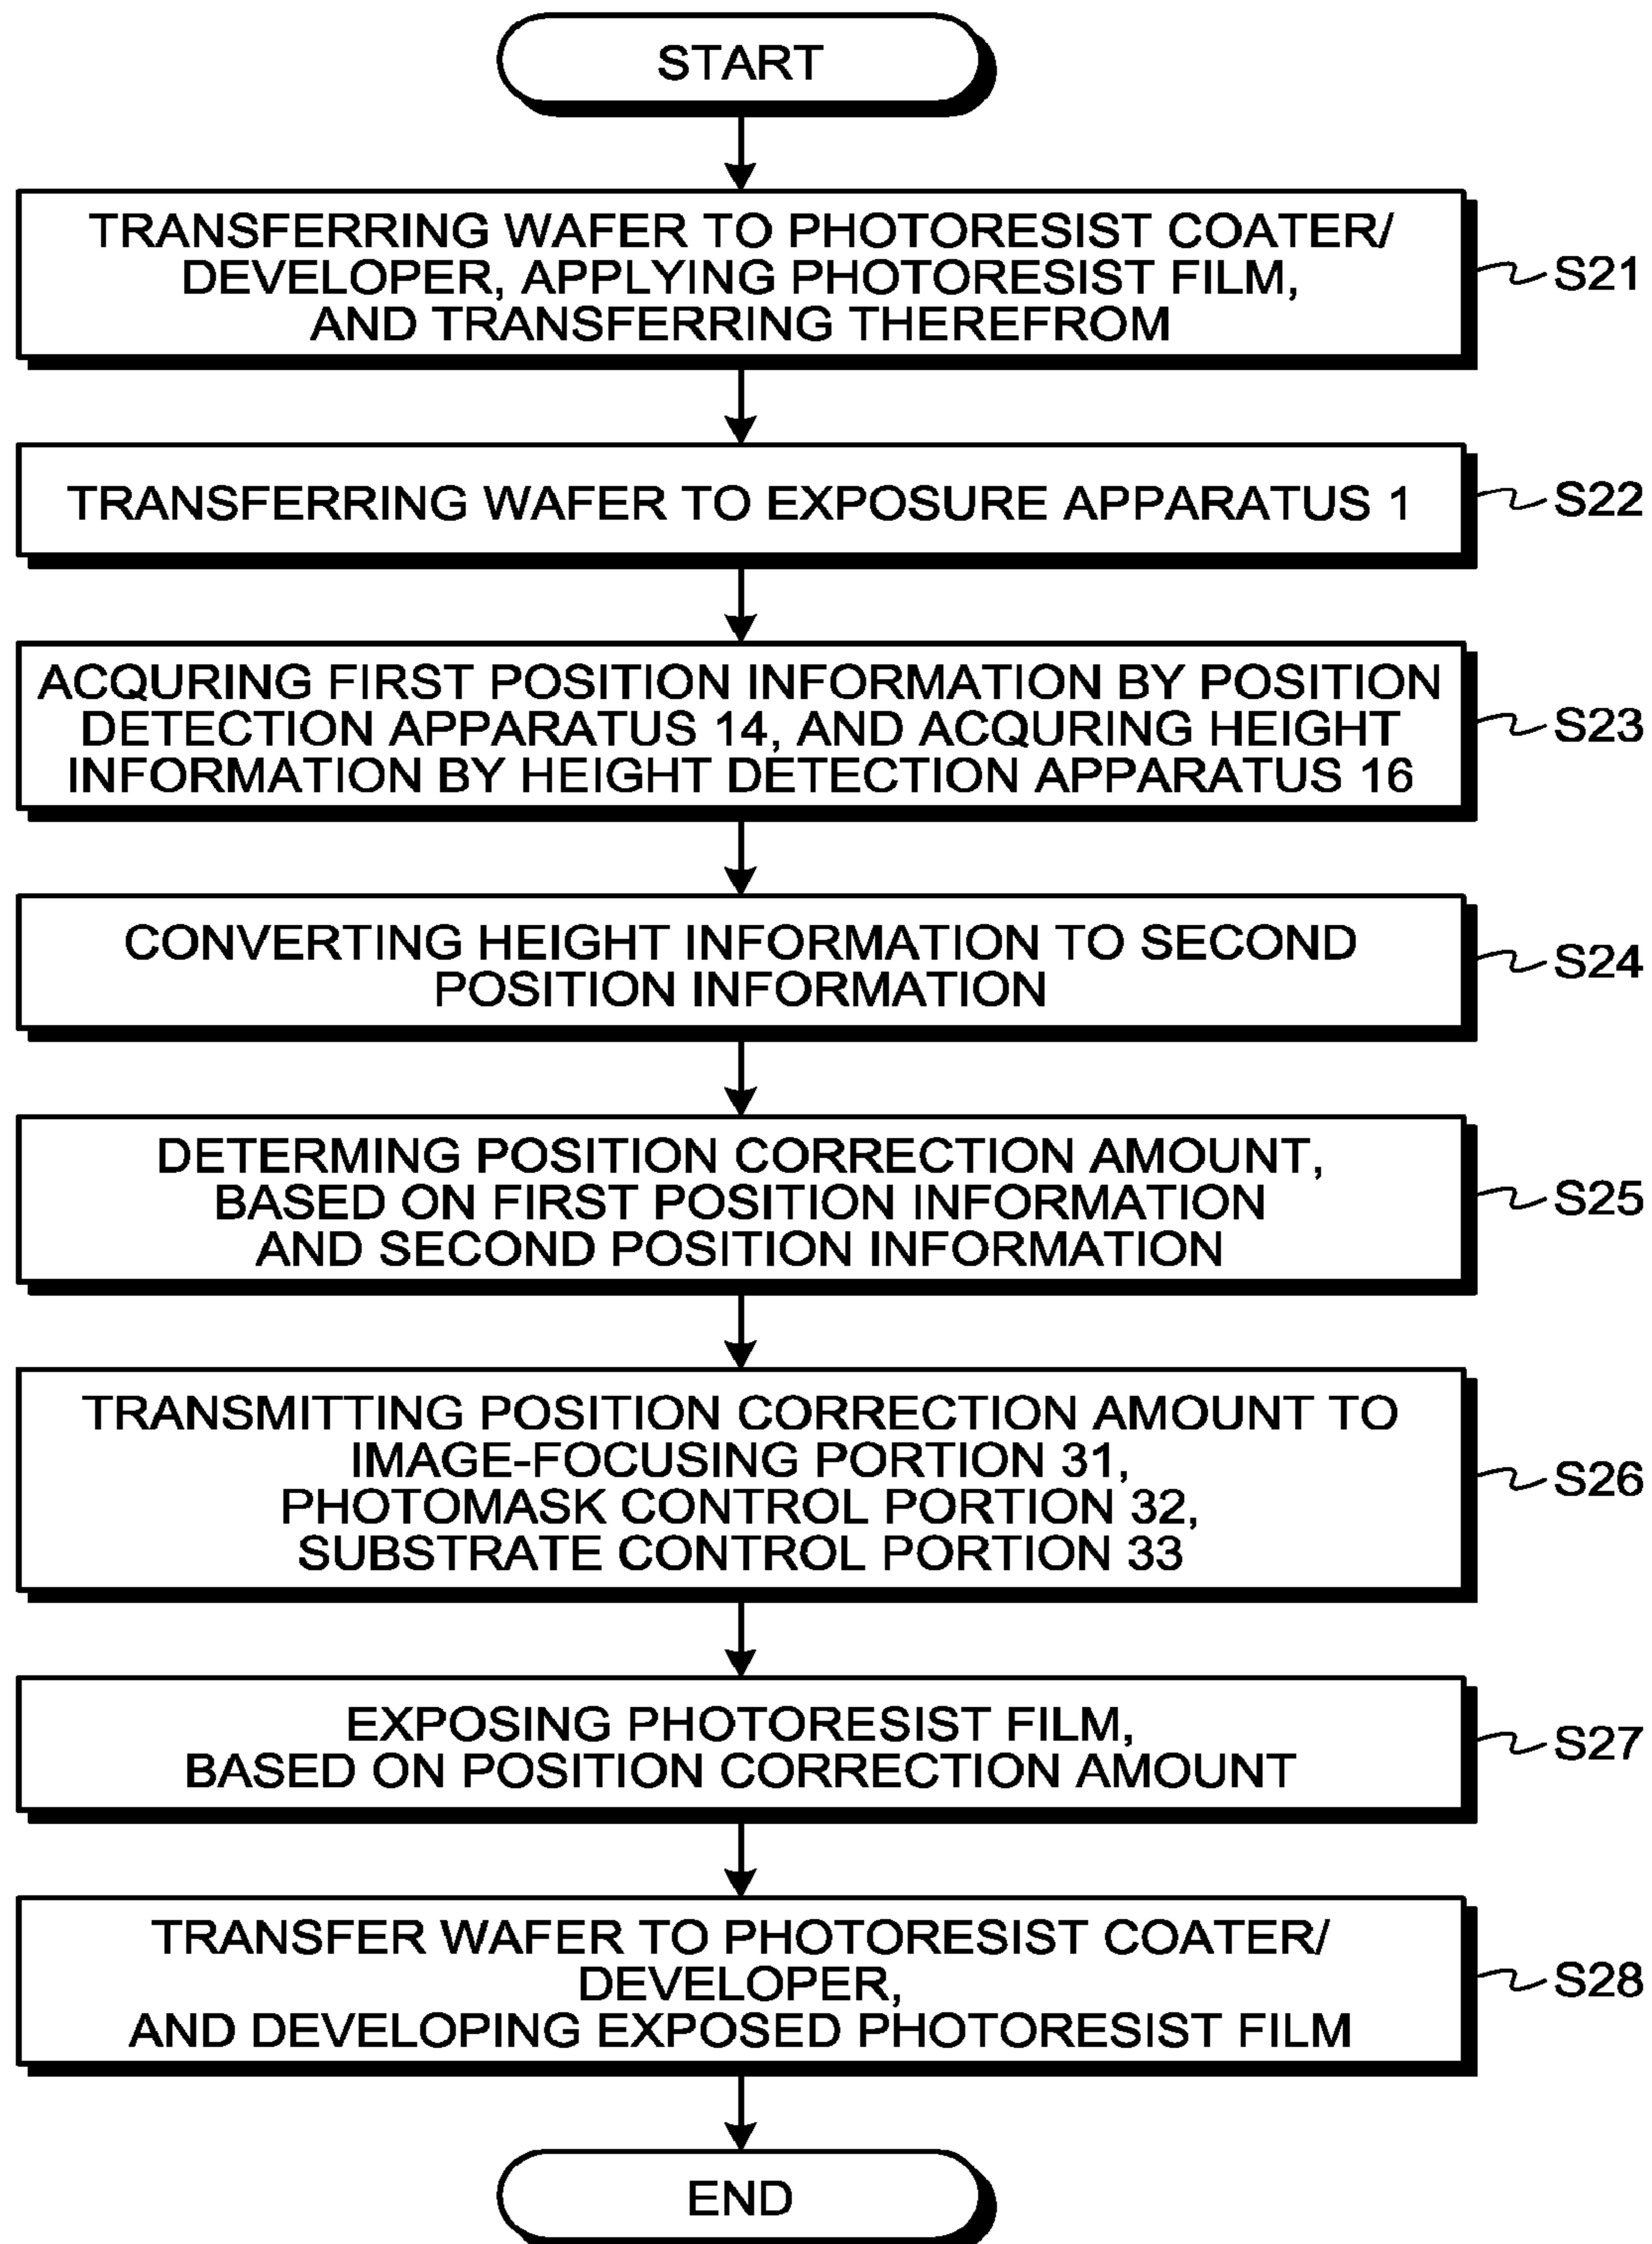 START
TRANSFERRING WAFER TO PHOTORESIST COATER/
DEVELOPER, APPLYING PHOTORESIST FILM,
AND TRANSFERRING THEREFROM
S21
TRANSFERRING WAFER TO EXPOSURE APPARATUS 1
S22
ACQURING FIRST POSITION INFORMATION BY POSITION
DETECTION APPARATUS 14, AND ACQURING HEIGHT
INFORMATION BY HEIGHT DETECTION APPARATUS 16
S23
CONVERTING HEIGHT INFORMATION TO SECOND
POSITION INFORMATION
S24
DETERMING POSITION CORRECTION AMOUNT,
BASED ON FIRST POSITION INFORMATION
AND SECOND POSITION INFORMATION
S25
TRANSMITTING POSITION CORRECTION AMOUNT TO
IMAGE-FOCUSING PORTION 31,
PHOTOMASK CONTROL PORTION 32,
SUBSTRATE CONTROL PORTION 33
S26
EXPOSING PHOTORESIST FILM,
BASED ON POSITION CORRECTION AMOUNT
S27
TRANSFER WAFER TO PHOTORESIST COATER/
DEVELOPER,
AND DEVELOPING EXPOSED PHOTORESIST FILM
S28
END